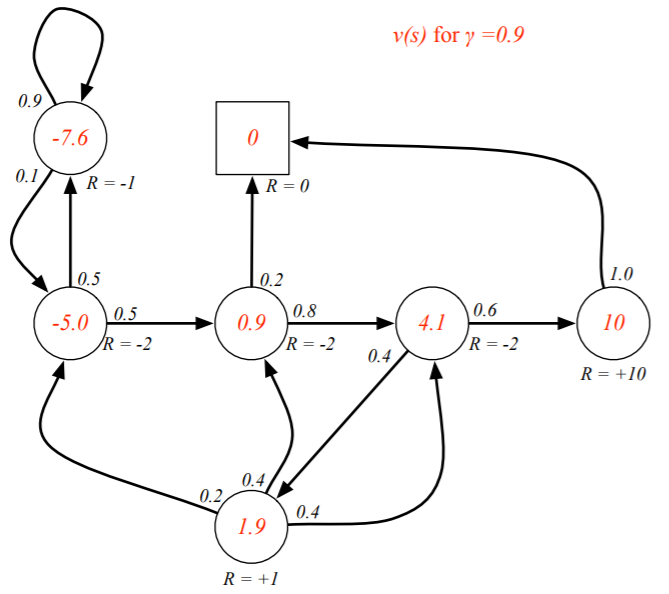 v(s) for γ =0.9
0.9
-7.6
0
0.1
R = -1
R = 0
1.0
0.5
0.2
-5.0
0.5
R = -2
0.9
0.8
R = -2
4.1
0.6
R = -2
10
0.4
R = +10
0.2
0.4
0.4
1.9
R = +1